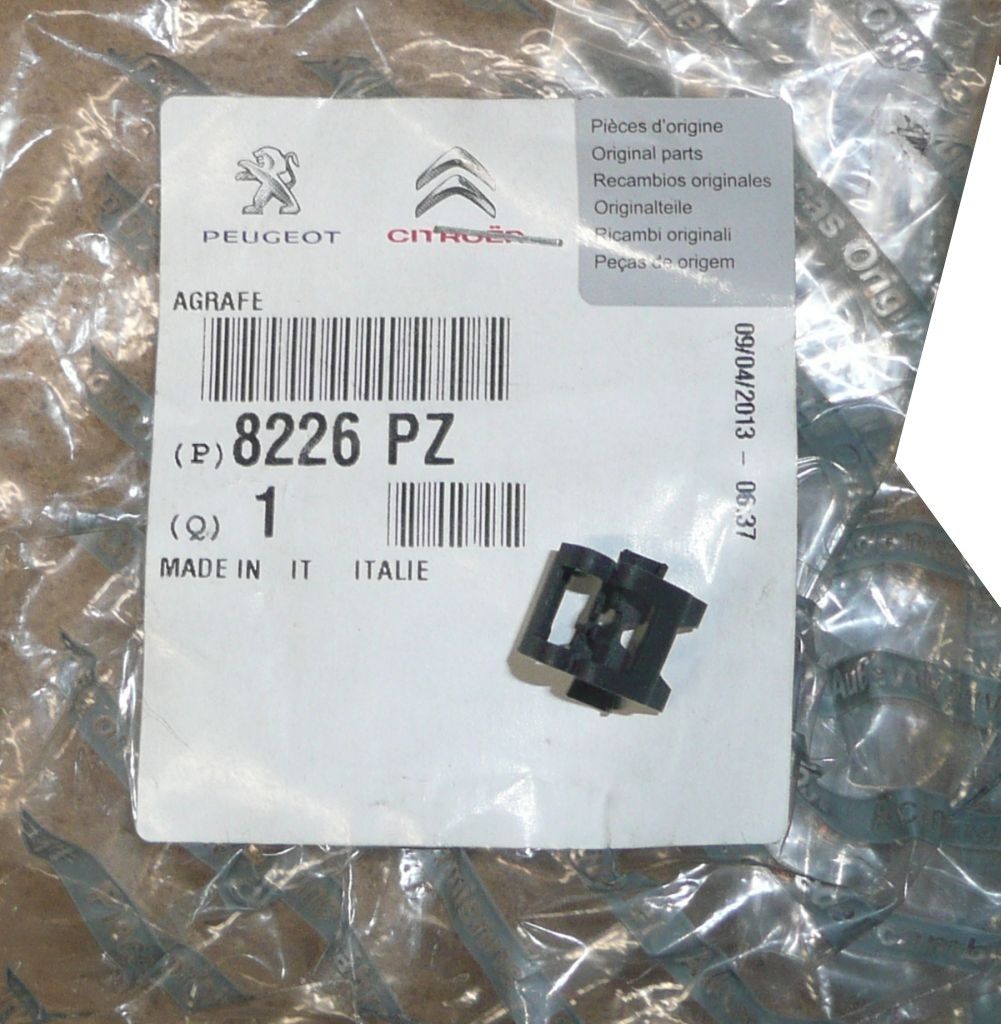 PEUGEOT
CITROËN
Pièces d'origine
Original parts
Recambios originales
Originalteile
Ricambi originali
Peças de origem
AGRAFE
(P) 8226 PZ
(Q) 1
MADE IN IT ITALIE
09/04/2013 - 06:37
Orig